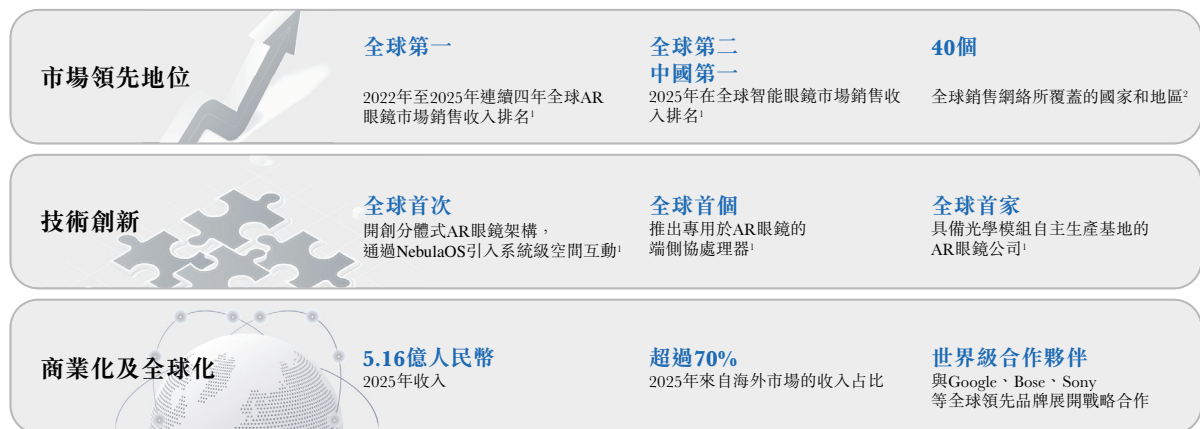 市場領先地位
全球第一
2022年至2025年連續四年全球AR
眼鏡市場銷售收入排名¹
全球第二
中國第一
2025年在全球智能眼鏡市場銷售收
入排名¹
40個
全球銷售網絡所覆蓋的國家和地區²
技術創新
全球首次
開創分體式AR眼鏡架構，
通過NebulaOS引入系統級空間互動¹
全球首個
推出專用於AR眼鏡的
端側協處理器¹
全球首家
具備光學模組自主生產基地的
AR眼鏡公司¹
商業化及全球化
5.16億人民幣
2025年收入
超過70%
2025年來自海外市場的收入占比
世界級合作夥伴
與Google、Bose、Sony
等全球領先品牌展開戰略合作